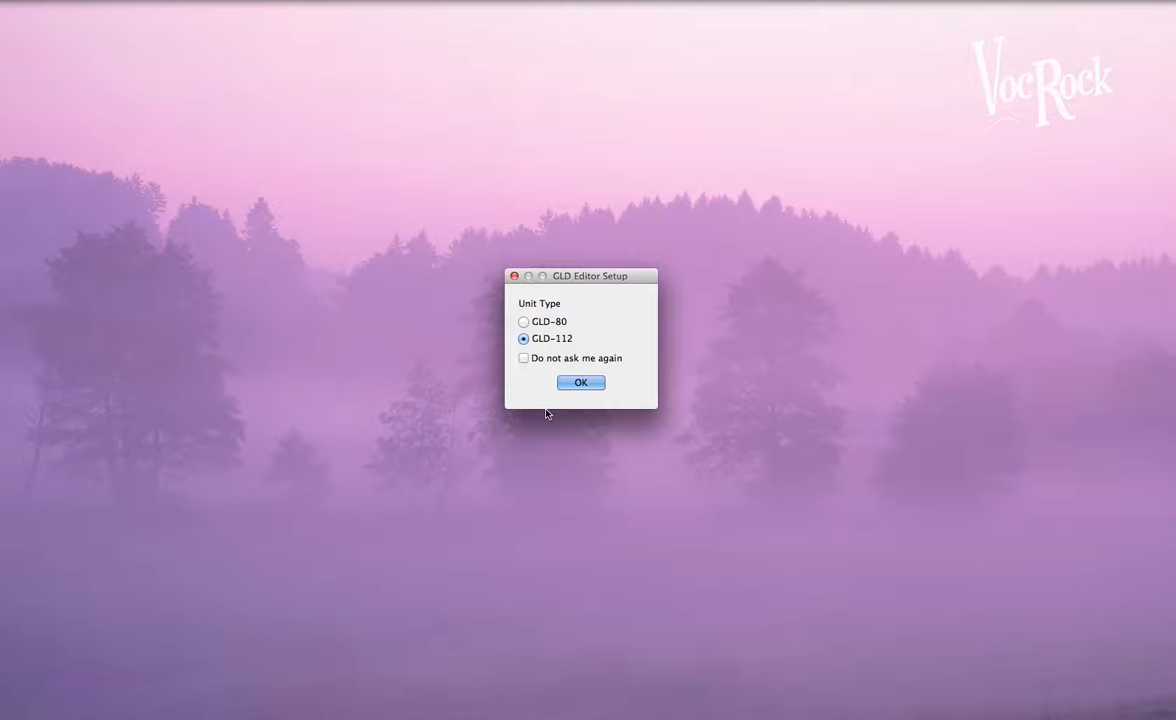 VocRock
GLD Editor Setup
Unit Type
GLD-80
GLD-112
Do not ask me again
OK